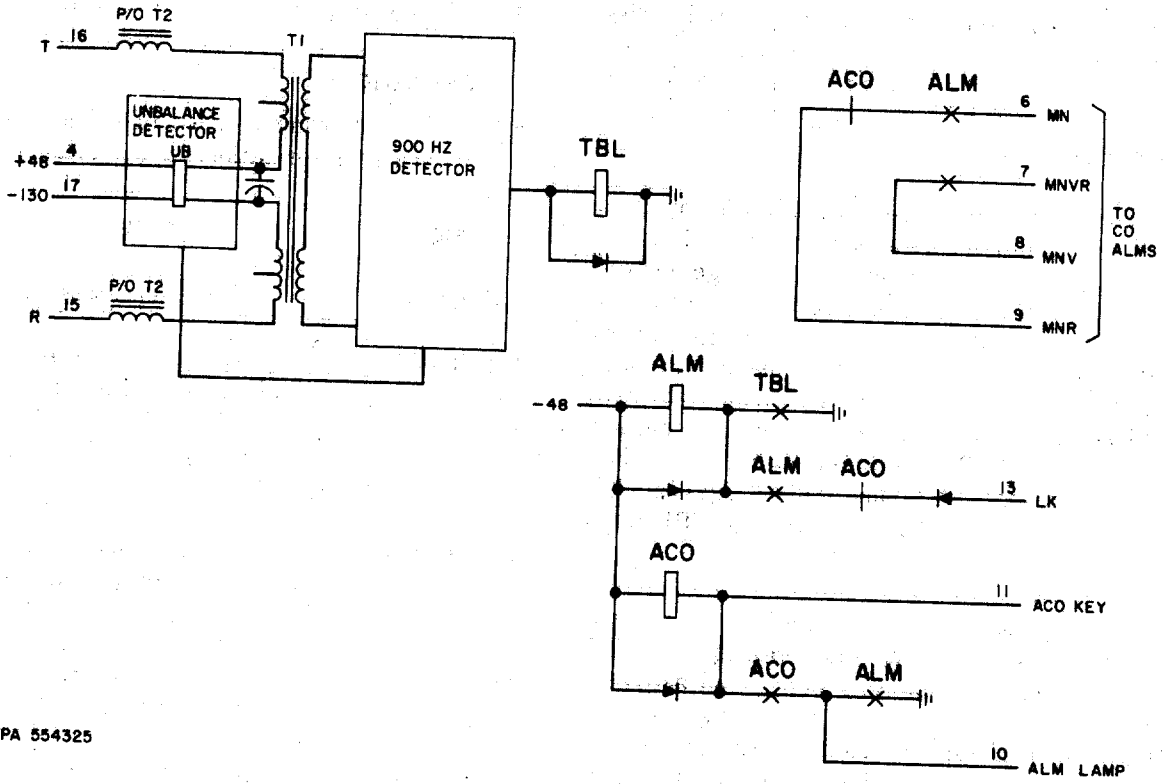 P/O T2
T 16
T1
UNBALANCE
DETECTOR
UB
+48 4
-130 17
P/O T2
R 15
900 HZ
DETECTOR
TBL
ACO ALM
6 MN
7 MNVR
8 MNV
9 MNR
TO
CO
ALMS
ALM TBL
-48
ALM ACO
13 LK
ACO
11 ACO KEY
ACO ALM
10 ALM LAMP
PA 554325